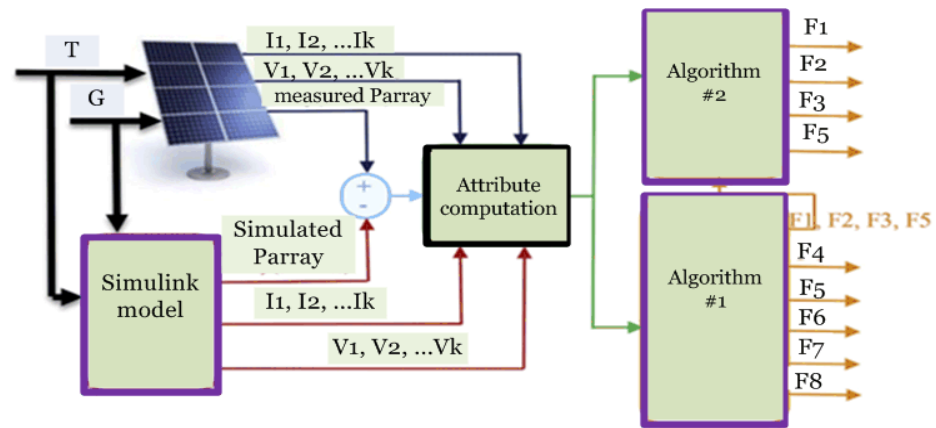 T
G
I1, I2, ...Ik
V1, V2, ...Vk
measured Parray
+
-
Attribute
computation
Simulated
Parray
Simulink
model
I1, I2, ...Ik
V1, V2, ...Vk
Algorithm
#2
F1
F2
F3
F5
F1, F2, F3, F5
Algorithm
#1
F4
F5
F6
F7
F8